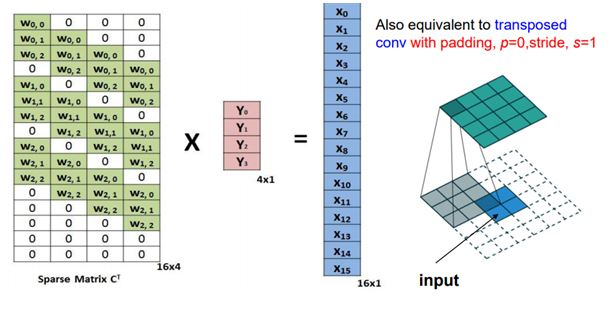 W0, 0 0 0 0
W0, 1 W0, 0 0 0
W0, 2 W0, 1 W0, 0 0
0 W0, 2 W0, 1 W0, 0
W1, 0 0 W0, 2 W0, 1
W1,1 W1, 0 0 W0, 2
W1, 2 W1,1 W1, 0 0
0 W1, 2 W1,1 W1, 0
W2, 0 0 W1, 2 W1,1
W2, 1 W2, 0 0 W1, 2
W2, 2 W2, 1 W2, 0 0
0 W2, 2 W2, 1 W2, 0
0 0 W2, 2 W2, 1
0 0 0 W2, 2
0 0 0 0
0 0 0 0
16x4
Sparse Matrix Cᵀ
X
Y₀
Y₁
Y₂
Y₃
4x1
=
X0
X1
X2
X3
X4
X5
X6
X7
X8
X9
X10
X11
X12
X13
X14
X15
16x1
Also equivalent to transposed
conv with padding, p=0,stride, s=1
input